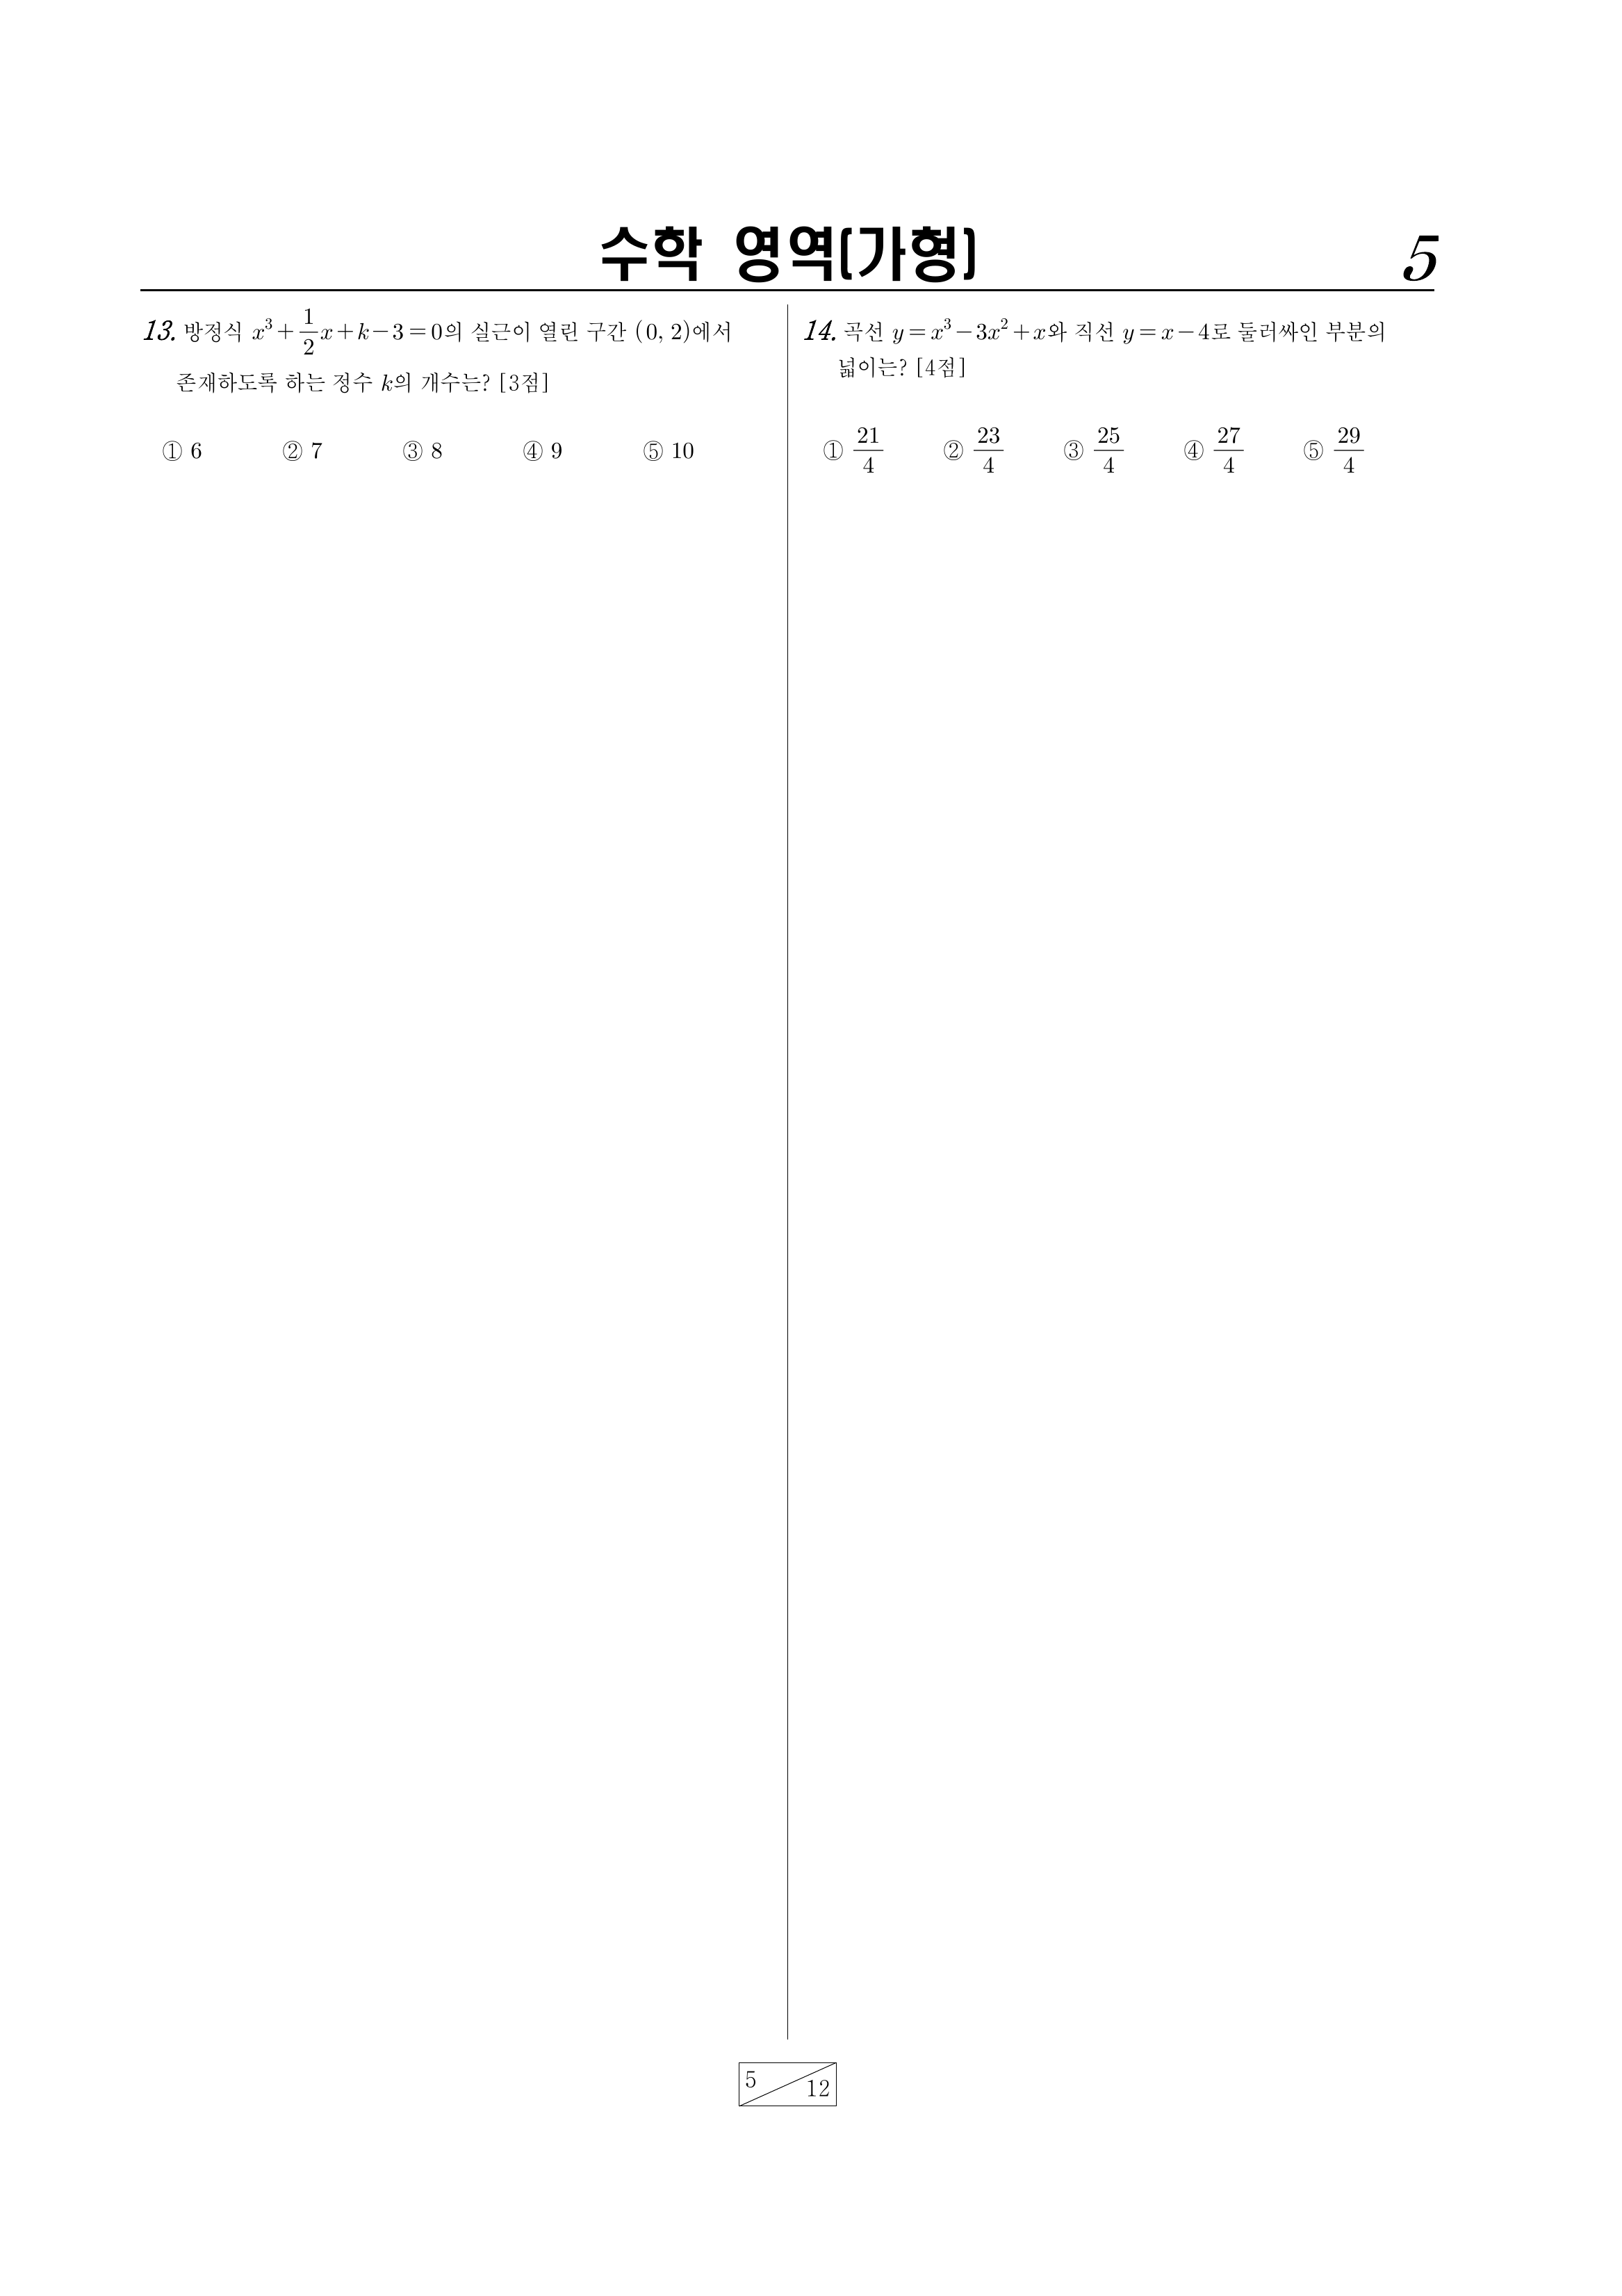 수학 영역(가형)
5
13. 방정식 x³+1/2x+k-3=0의 실근이 열린 구간 (0, 2)에서
존재하도록 하는 정수 k의 개수는? [3점]
① 6 ② 7 ③ 8 ④ 9 ⑤ 10
14. 곡선 y=x³-3x²+x와 직선 y=x-4로 둘러싸인 부분의
넓이는? [4점]
① 21/4 ② 23/4 ③ 25/4 ④ 27/4 ⑤ 29/4
5 12